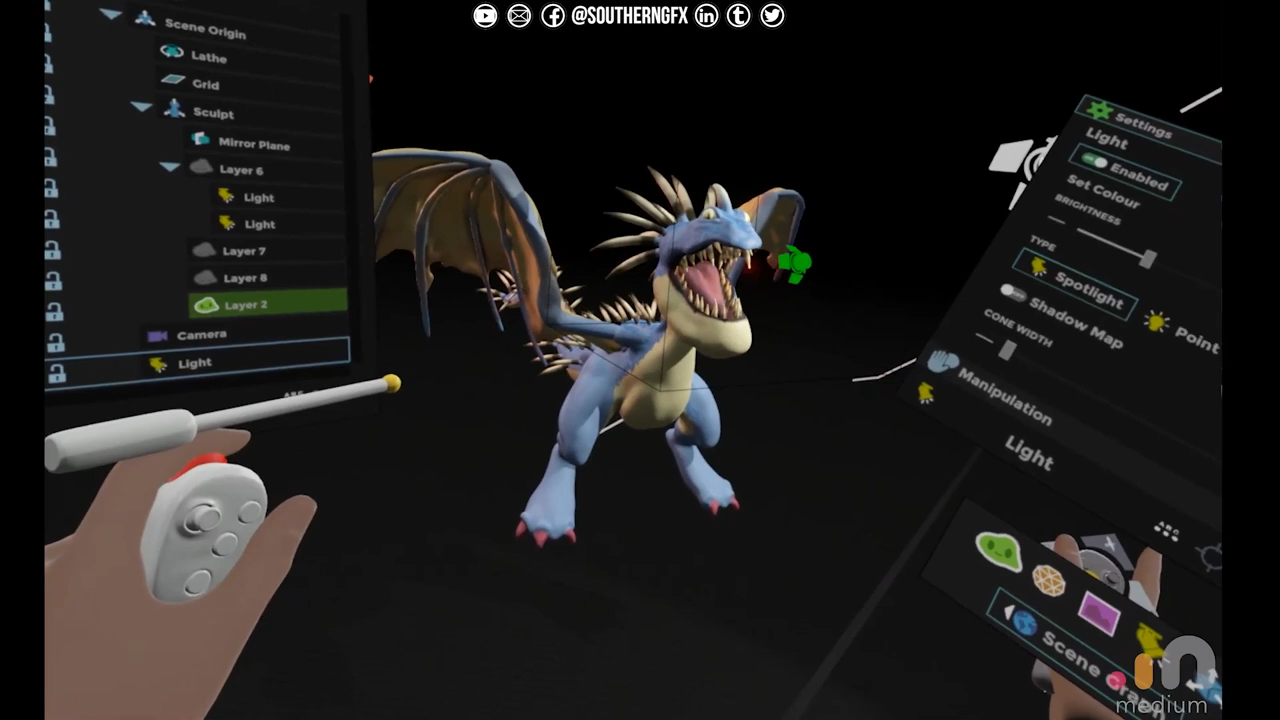 @SOUTHERNGFX
Scene Origin
Lathe
Grid
Sculpt
Mirror Plane
Layer 6
Light
Light
Layer 7
Layer 8
Layer 2
Camera
Light
Settings
Light
Enabled
Set Colour
BRIGHTNESS
TYPE
Spotlight
Point
Shadow Map
CONE WIDTH
Manipulation
Light
ABC
Scene
medium